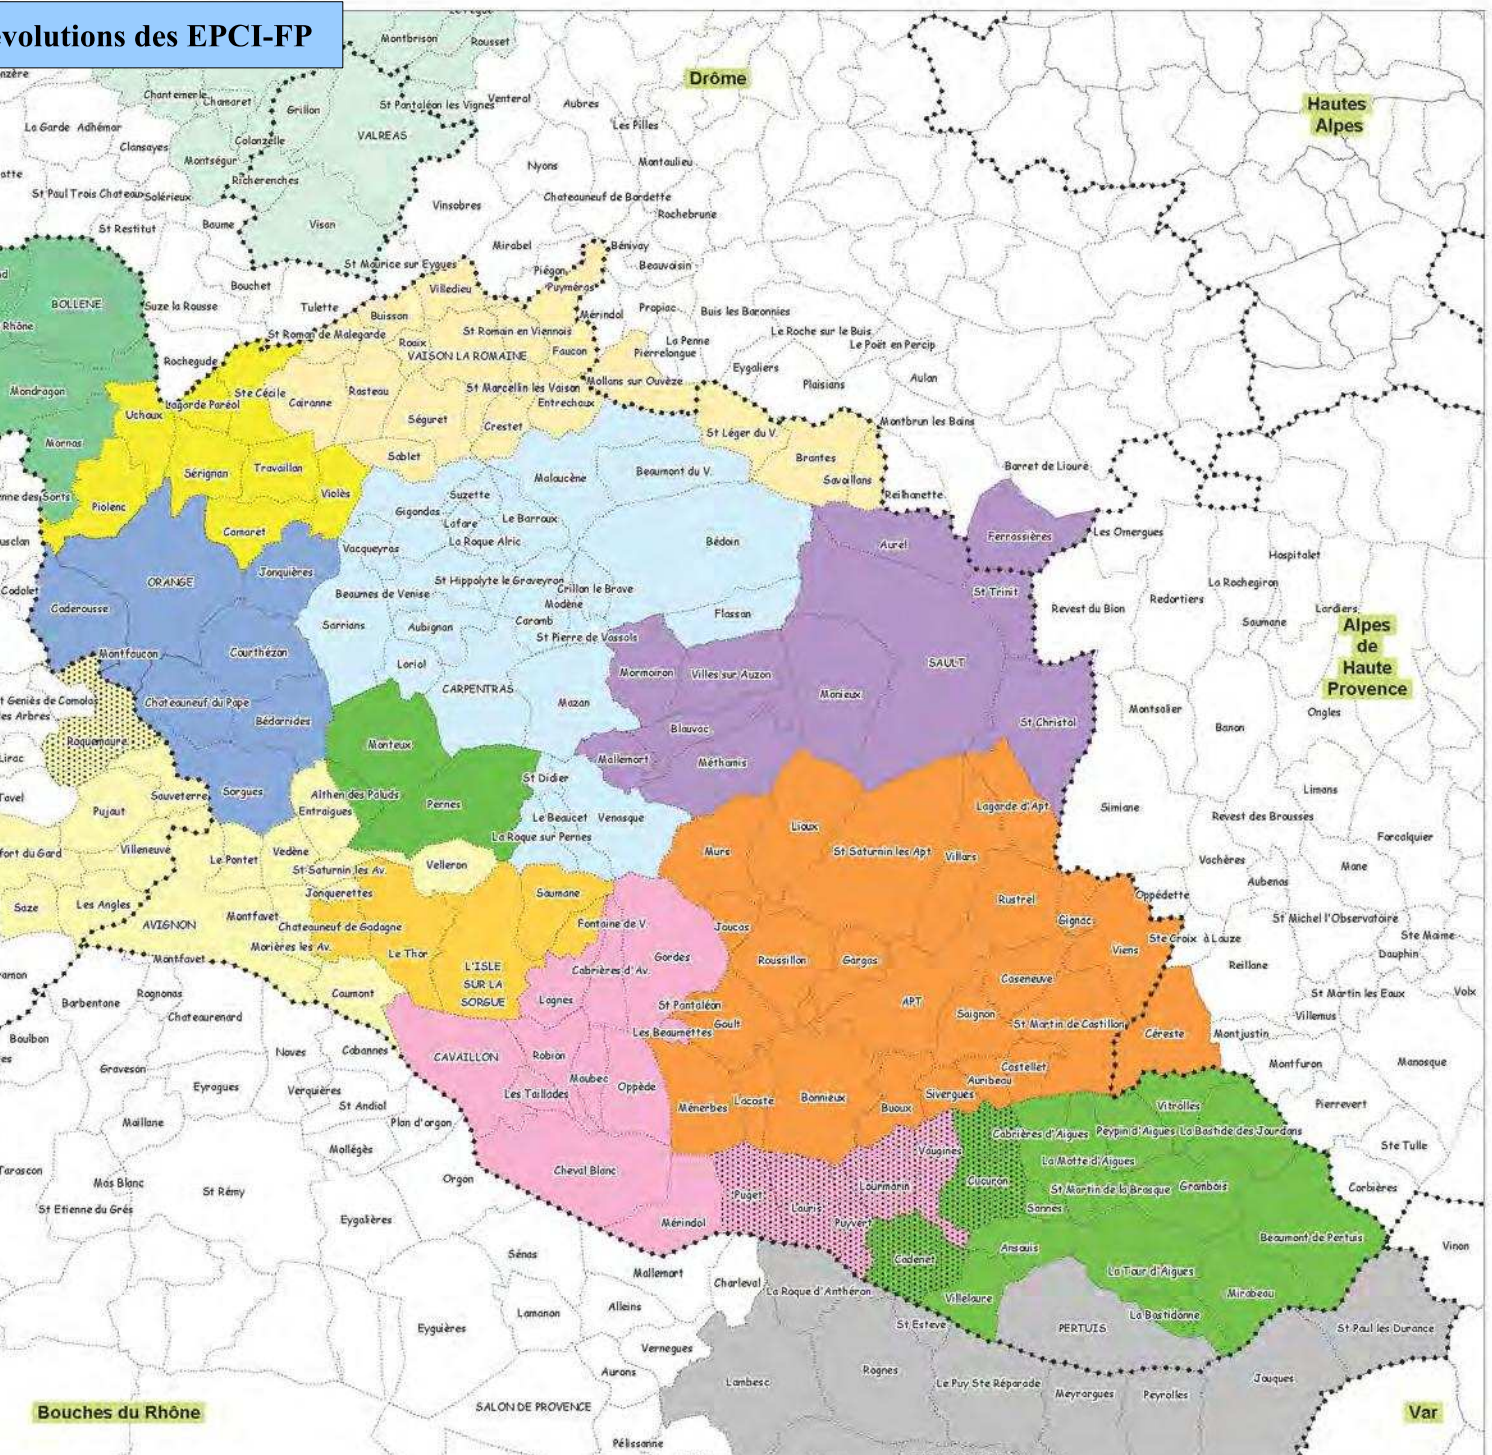 évolutions des EPCI-FP
Drôme
Hautes
Alpes
Montbrison
Rousset
Chantemerle
Chamaret
Grillon
St Pantaléon les Vignes
Venterol
Aubres
La Garde Adhémar
Clansayes
Colonzelle
VALREAS
Les Pilles
Montségur
Richerenches
Nyons
Montaulieu
St Paul Trois Chateaux
Solérieux
Chateauneuf de Bordette
Vinsobres
Rochebrune
St Restitut
Baume
Visan
Mirabel
Bénivay
St Maurice sur Eygues
Piégon
Beauvoisin
BOLLENE
Suze la Rousse
Bouchet
Villedieu
Puyméras
Rhône
Tulette
Buisson
Mérindol
Propiac
Buis les Baronnies
St Roman de Malegarde
Roaix
St Romain en Viennois
La Penne
Le Roche sur le Buis
Rochegude
VAISON LA ROMAINE
Faucon
Pierrelongue
Le Poët en Percip
Mondragon
Ste Cécile
Rasteau
St Marcellin les Vaison
Mollans sur Ouvèze
Eygaliers
Plaisians
Aulan
Uchaux
Lagarde Paréol
Cairanne
Entrechaux
Mornas
Séguret
Crestet
St Léger du V.
Montbrun les Bains
Sérignan
Travaillan
Sablet
Malaucène
Beaumont du V.
Brantes
Savoillans
Barret de Lioure
Piolenc
Violès
Suzette
Reilhanette
Camaret
Gigondas
Lafare
Le Barroux
Bédoin
Aurel
Ferrassières
Les Omergues
Vacqueyras
La Roque Alric
Hospitalet
Codolet
ORANGE
Jonquières
St Hippolyte le Graveyron
Crillon le Brave
St Trinit
La Rochegiron
Caderousse
Beaumes de Venise
Modène
Flassan
Revest du Bion
Redortiers
Lardiers
Sarrians
Aubignan
Caromb
Saumane
Alpes
de
Haute
Provence
Montfaucon
Courthézon
St Pierre de Vassols
Loriol
Mormoiron
Villes sur Auzon
SAULT
CARPENTRAS
Chateauneuf du Pape
Mazan
Monieux
Montsalier
Ongles
Bédarrides
Blauvac
St Christol
Banon
Roquemaure
Monteux
Mallemort
Méthamis
Lirac
St Didier
Tavel
Sauveterre
Sorgues
Althen des Paluds
Pernes
Limans
Pujaut
Entraigues
Le Beaucet
Venasque
Lagarde d'Apt
Simiane
Revest des Brousses
Villeneuve
La Roque sur Pernes
Lioux
Forcalquier
Le Pontet
Vedène
Velleron
Murs
St Saturnin les Apt
Villars
Vachères
Mane
St Saturnin les Av.
Aubenas
Saze
Les Angles
Jonquerettes
Saumane
Rustrel
Oppédette
AVIGNON
Montfavet
Chateauneuf de Gadagne
Fontaine de V.
Joucas
Gignac
St Michel l'Observatoire
Morières les Av.
Le Thor
Gordes
Roussillon
Gargas
Viens
Ste Croix à Lauze
Ste Maime
Montfavet
L'ISLE
SUR LA
SORGUE
Cabrières d'Av.
Caseneuve
Reillane
Dauphin
Barbentane
Rognonas
Caumont
Lagnes
St Pantaléon
APT
Saignon
St Martin les Eaux
Volx
Chateaurenard
Les Beaumettes
Goult
St Martin de Castillon
Villemus
Boulbon
Céreste
Montjustin
Noves
Cabannes
CAVAILLON
Robion
Manosque
Graveson
Maubec
Castellet
Montfuron
Eyragues
Verquières
Les Taillades
Oppède
Auribeau
St Andiol
Ménerbes
Lacoste
Bonnieux
Sivergues
Buoux
Vitrolles
Pierrevert
Maillane
Plan d'orgon
Cabrières d'Aigues
Peypin d'Aigues
La Bastide des Jourdans
Mollégès
Vaugines
Ste Tulle
Tarascon
Orgon
Cheval Blanc
La Motte d'Aigues
Mas Blanc
St Rémy
Puget
Lourmarin
Cucuron
St Martin de la Brasque
Grambois
Corbières
St Etienne du Grés
Lauris
Sannes
Eygalières
Mérindol
Puyvert
Ansouis
Beaumont de Pertuis
Vinon
Sénas
Cadenet
Mallemort
Charleval
La Roque d'Anthéron
La Tour d'Aigues
Lamanon
Alleins
Villelaure
Mirabeau
Eyguières
St Esteve
PERTUIS
La Bastidonne
St Paul les Durance
Vernegues
Aurons
Lambesc
Rognes
Le Puy Ste Réparade
Meyrargues
Peyrolles
Jouques
Bouches du Rhône
SALON DE PROVENCE
Var
Pélissanne